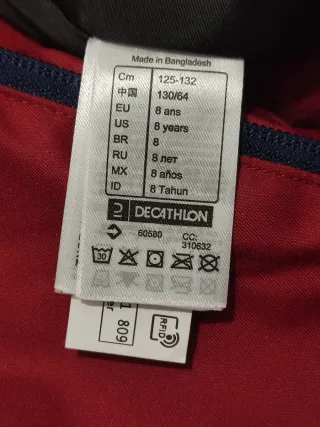 Made in Bangladesh
Cm 125-132
中国 130/64
EU 8 ans
US 8 years
BR 8
RU 8 лет
MX 8 años
ID 8 Tahun
DECATHLON
60580 CC:
310632
30
809
RFID